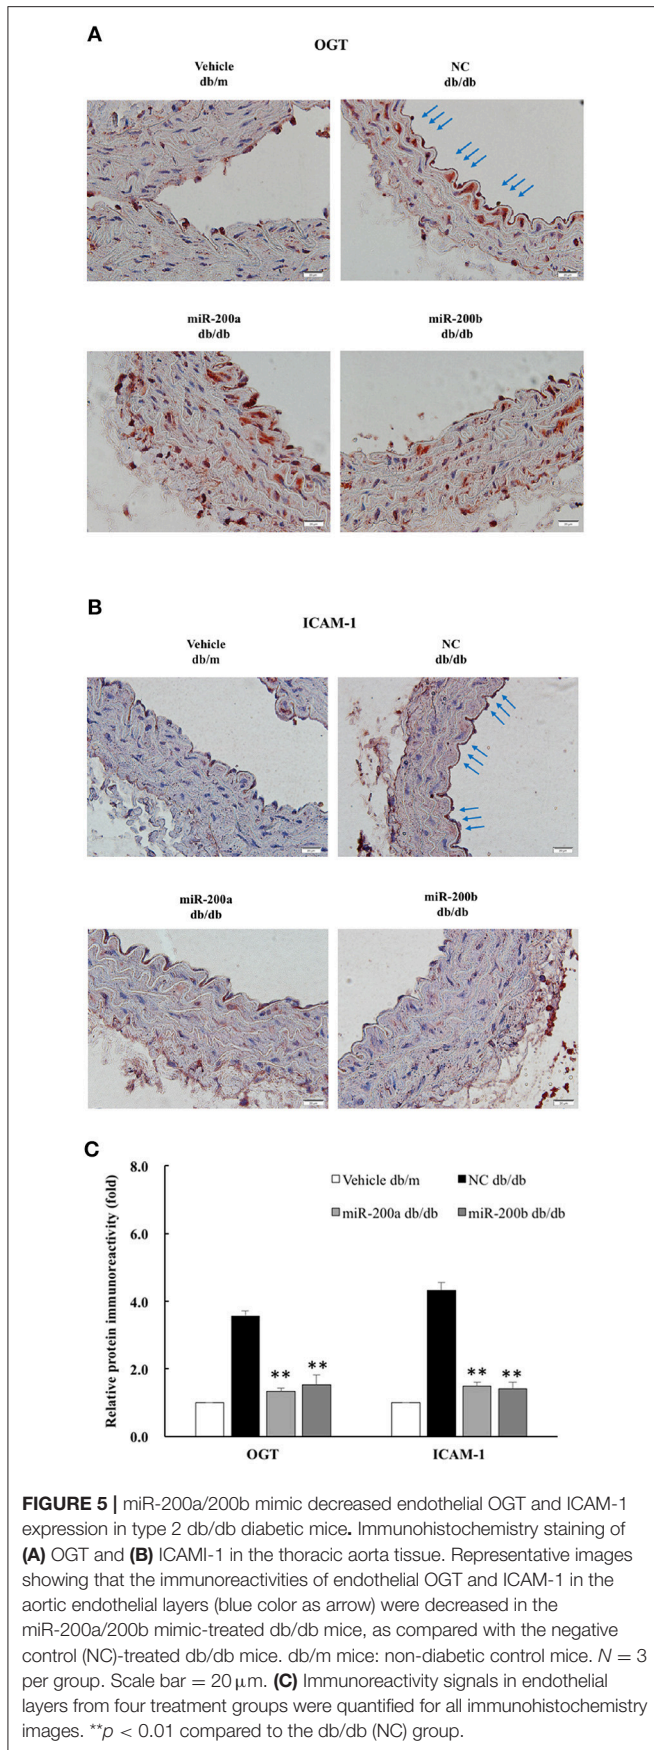 A
OGT
Vehicle
db/m
NC
db/db
miR-200a
db/db
miR-200b
db/db
B
ICAM-1
Vehicle
db/m
NC
db/db
miR-200a
db/db
miR-200b
db/db
C
Relative protein immunoreactivity (fold)
8.0
6.0
4.0
2.0
0.0
Vehicle db/m
NC db/db
miR-200a db/db
miR-200b db/db
**
**
**
**
OGT
ICAM-1
FIGURE 5 | miR-200a/200b mimic decreased endothelial OGT and ICAM-1
expression in type 2 db/db diabetic mice. Immunohistochemistry staining of
(A) OGT and (B) ICAMI-1 in the thoracic aorta tissue. Representative images
showing that the immunoreactivities of endothelial OGT and ICAM-1 in the
aortic endothelial layers (blue color as arrow) were decreased in the
miR-200a/200b mimic-treated db/db mice, as compared with the negative
control (NC)-treated db/db mice. db/m mice: non-diabetic control mice. N = 3
per group. Scale bar = 20 μm. (C) Immunoreactivity signals in endothelial
layers from four treatment groups were quantified for all immunohistochemistry
images. **p < 0.01 compared to the db/db (NC) group.